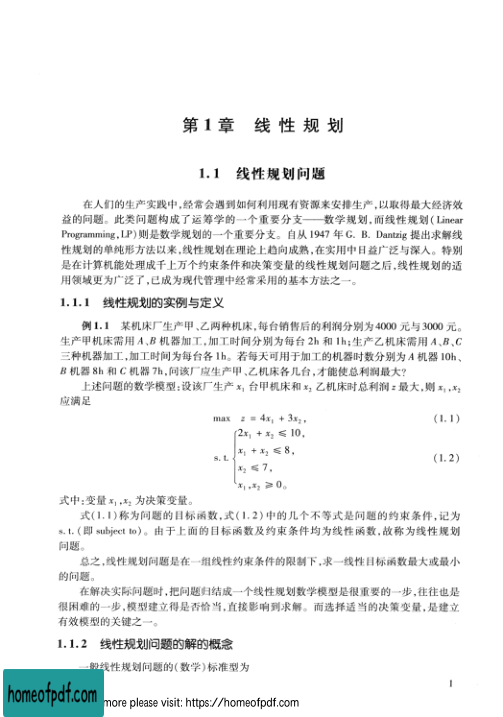 第1章 线性规划
1.1 线性规划问题
在人们的生产实践中,经常会遇到如何利用现有资源来安排生产,以取得最大经济效
益的问题。此类问题构成了运筹学的一个重要分支——数学规划,而线性规划(Linear
Programming,LP)则是数学规划的一个重要分支。自从1947年G. B. Dantzig提出求解线
性规划的单纯形方法以来,线性规划在理论上趋向成熟,在实用中日益广泛与深入。特别
是在计算机能处理成千上万个约束条件和决策变量的线性规划问题之后,线性规划的适
用领域更为广泛了,已成为现代管理中经常采用的基本方法之一。
1.1.1 线性规划的实例与定义
例1.1 某机床厂生产甲、乙两种机床,每台销售后的利润分别为4000元与3000元。
生产甲机床需用A、B机器加工,加工时间分别为每台2h和1h;生产乙机床需用A、B、C
三种机器加工,加工时间为每台各1h。若每天可用于加工的机器时数分别为A机器10h、
B机器8h和C机器7h,问该厂应生产甲、乙机床各几台,才能使总利润最大?
上述问题的数学模型:设该厂生产x₁台甲机床和x₂乙机床时总利润z最大,则x₁,x₂
应满足
max z = 4x₁ + 3x₂, (1.1)
2x₁ + x₂ ≤ 10,
s.t. x₁ + x₂ ≤ 8, (1.2)
x₂ ≤ 7,
x₁,x₂ ≥ 0。
式中:变量x₁,x₂为决策变量。
式(1.1)称为问题的目标函数,式(1.2)中的几个不等式是问题的约束条件,记为
s.t.(即subject to)。由于上面的目标函数及约束条件均为线性函数,故称为线性规划
问题。
总之,线性规划问题是在一组线性约束条件的限制下,求一线性目标函数最大或最小
的问题。
在解决实际问题时,把问题归结成一个线性规划数学模型是很重要的一步,往往也是
很困难的一步,模型建立得是否恰当,直接影响到求解。而选择适当的决策变量,是建立
有效模型的关键之一。
1.1.2 线性规划问题的解的概念
一般线性规划问题的(数学)标准型为
1
homeofpdf.com
more please visit: https://homeofpdf.com